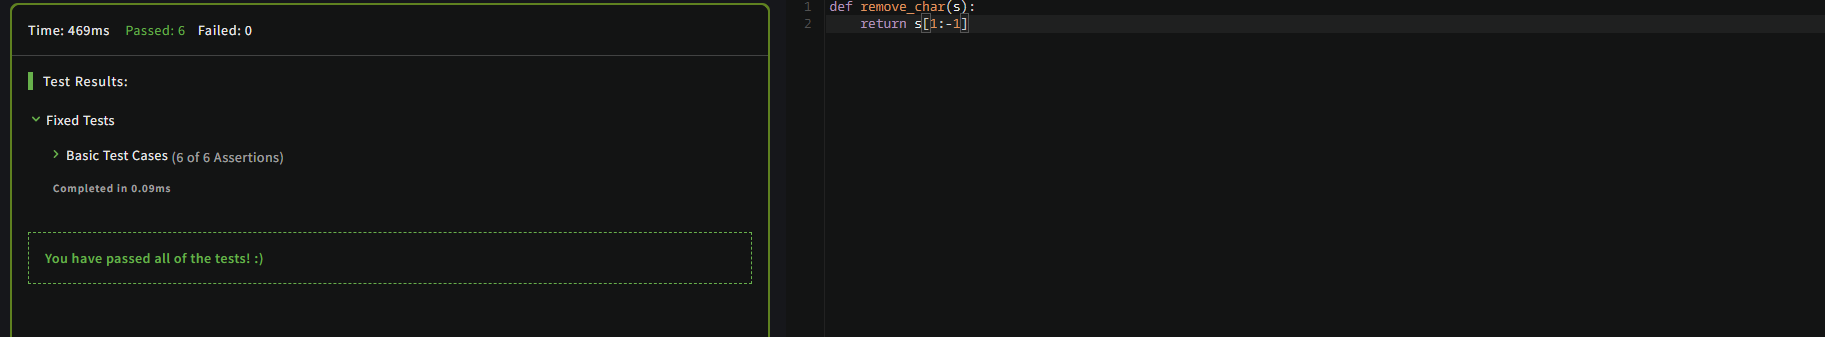 Time: 469ms Passed: 6 Failed: 0
Test Results:
Fixed Tests
Basic Test Cases (6 of 6 Assertions)
Completed in 0.09ms
You have passed all of the tests! :)
1 def remove_char(s):
2     return s[1:-1]